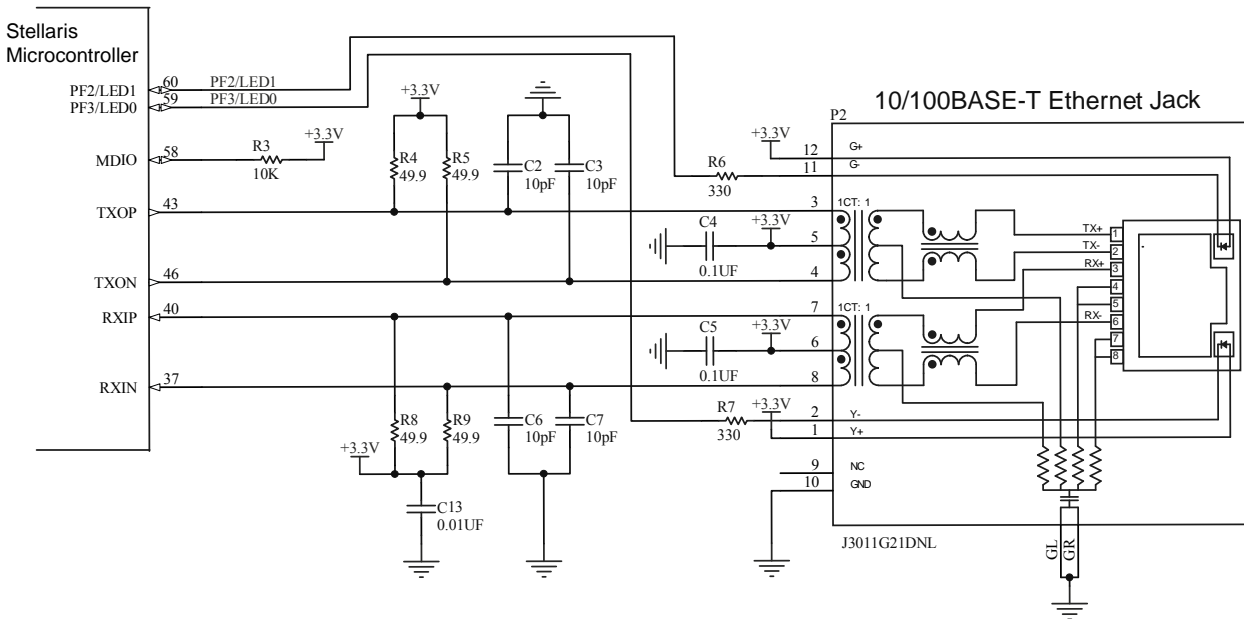 Stellaris
Microcontroller
10/100BASE-T Ethernet Jack
P2
PF2/LED1
60
PF2/LED1
PF3/LED0
59
PF3/LED0
MDIO
58
R3
10K
+3.3V
+3.3V
R4
49.9
R5
49.9
C2
10pF
C3
10pF
R6
330
+3.3V
12
G+
11
G-
TXOP
43
3
1CT: 1
C4
0.1UF
+3.3V
5
TXON
46
4
RXIP
40
7
1CT: 1
C5
0.1UF
+3.3V
6
RXIN
37
8
TX+
1
TX-
2
RX+
3
4
5
RX-
6
7
8
R8
49.9
R9
49.9
+3.3V
C13
0.01UF
C6
10pF
C7
10pF
R7
330
+3.3V
2
Y-
1
Y+
9
NC
10
GND
J3011G21DNL
GL
GR